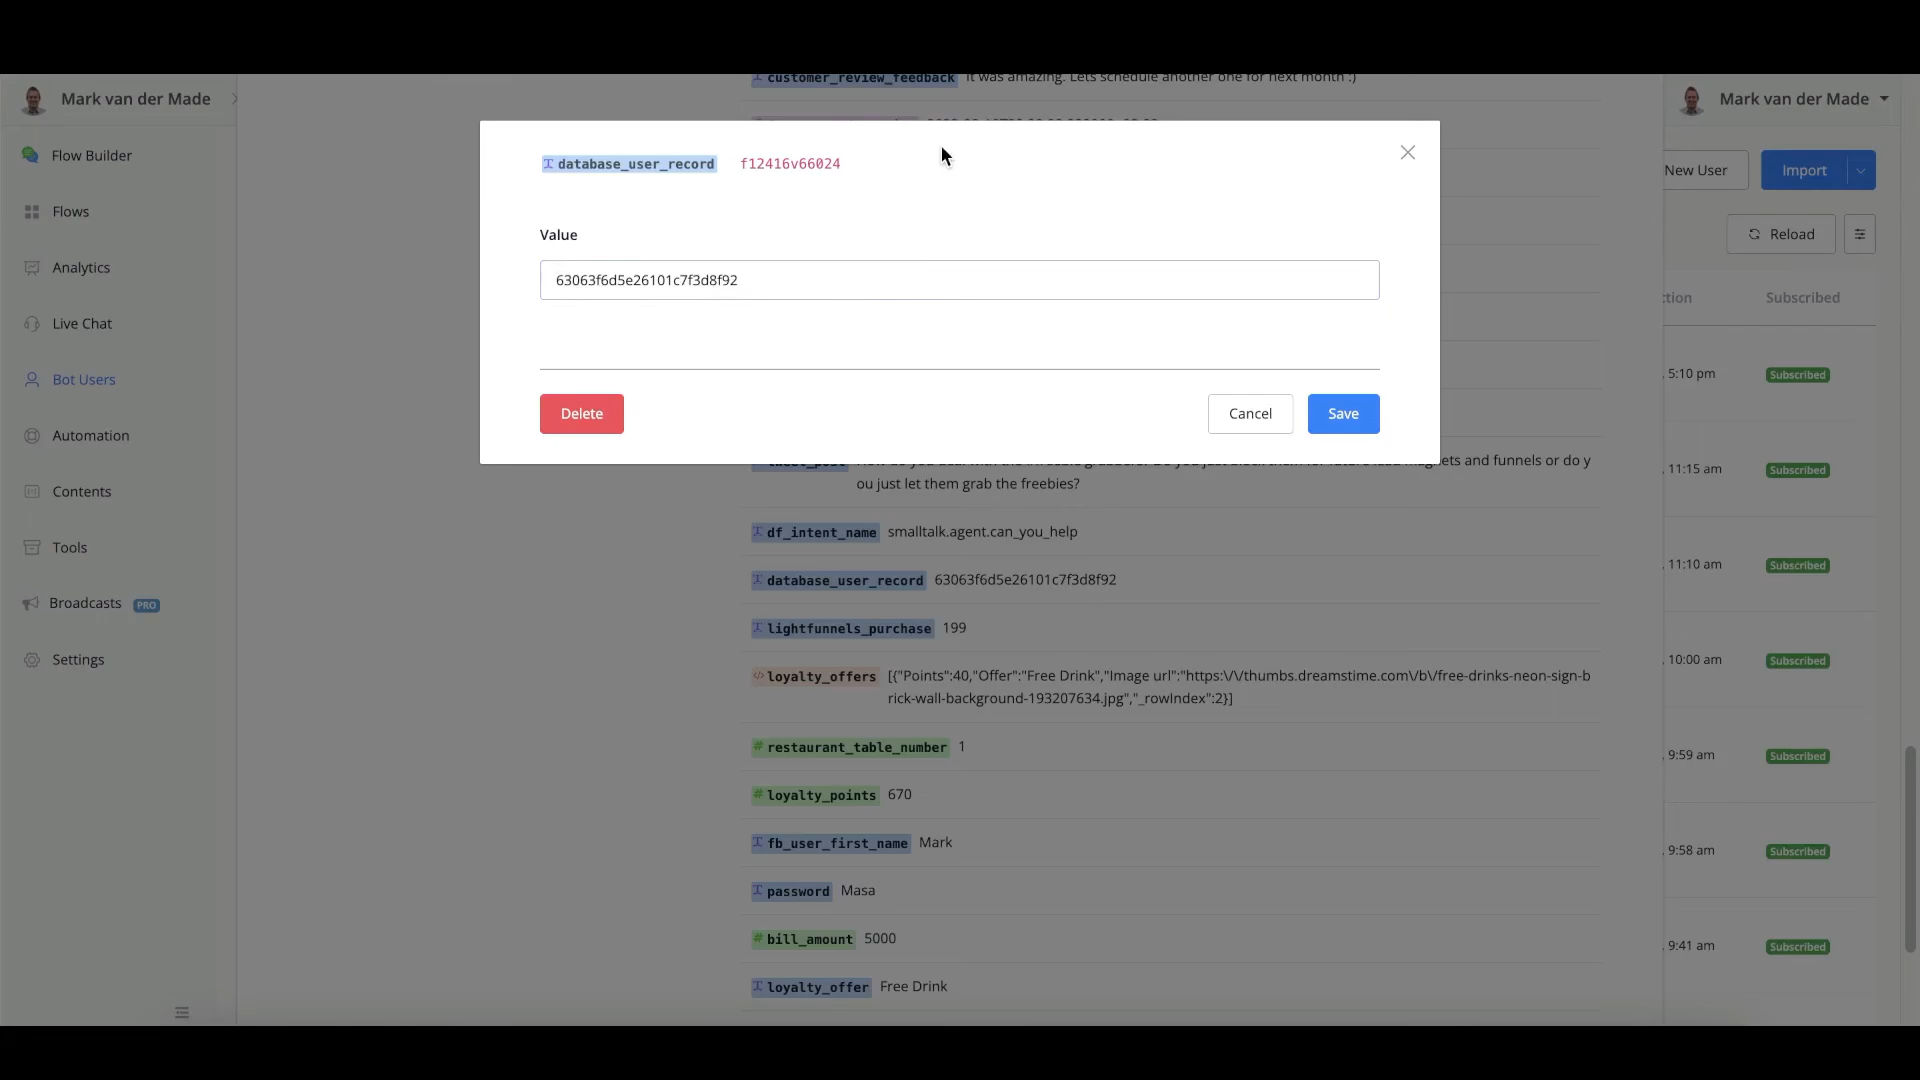 customer_review_feedback It was amazing. Lets schedule another one for next month :)
Mark van der Made
Mark van der Made
Flow Builder
Flows
Analytics
Live Chat
Bot Users
Automation
Contents
Tools
Broadcasts PRO
Settings
New User
Import
Reload
database_user_record f12416v66024
Value
63063f6d5e26101c7f3d8f92
Delete
Cancel
Save
ou just let them grab the freebies?
df_intent_name smalltalk.agent.can_you_help
database_user_record 63063f6d5e26101c7f3d8f92
lightfunnels_purchase 199
loyalty_offers [{"Points":40,"Offer":"Free Drink","Image url":"https:\/\/thumbs.dreamstime.com\/b\/free-drinks-neon-sign-b
rick-wall-background-193207634.jpg","_rowIndex":2}]
restaurant_table_number 1
loyalty_points 670
fb_user_first_name Mark
password Masa
bill_amount 5000
loyalty_offer Free Drink
ction Subscribed
, 5:10 pm Subscribed
, 11:15 am Subscribed
, 11:10 am Subscribed
, 10:00 am Subscribed
, 9:59 am Subscribed
, 9:58 am Subscribed
, 9:41 am Subscribed